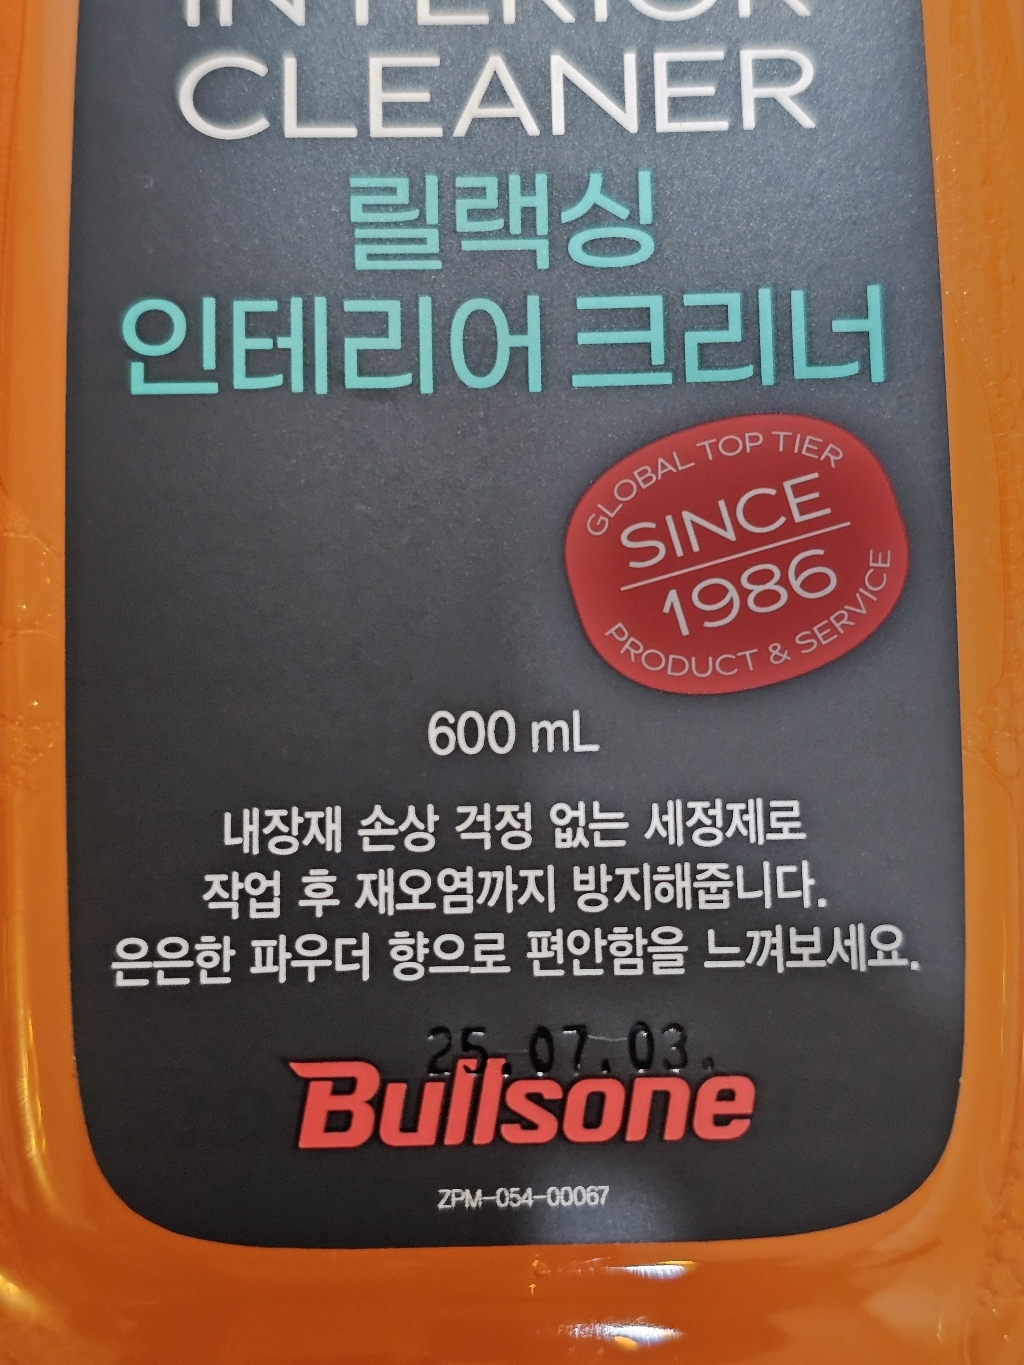 INTERIOR
CLEANER
릴랙싱
인테리어 크리너
GLOBAL TOP TIER
SINCE
1986
PRODUCT & SERVICE
600 mL
내장재 손상 걱정 없는 세정제로
작업 후 재오염까지 방지해줍니다.
은은한 파우더 향으로 편안함을 느껴보세요.
25.07.03.
Bullsone
ZPM-054-00067